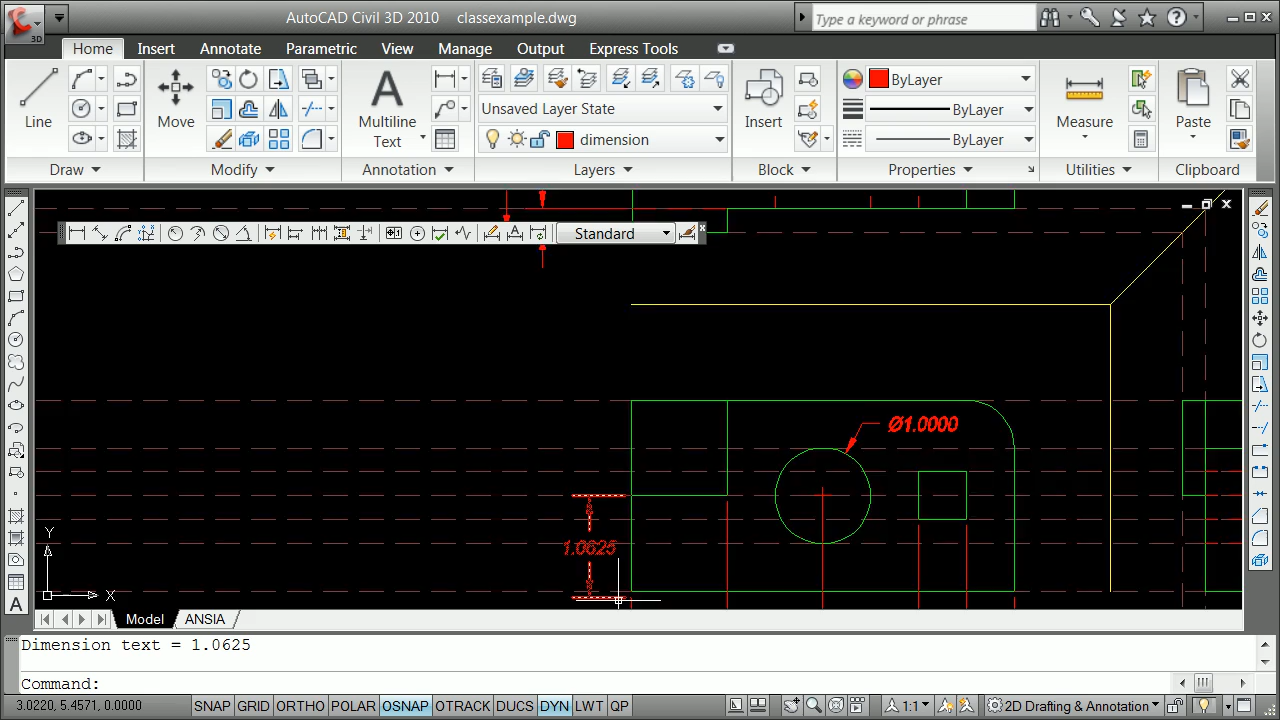 AutoCAD Civil 3D 2010 classexample.dwg
Type a keyword or phrase
3D
Home Insert Annotate Parametric View Manage Output Express Tools
Line
Move
A
Multiline
Text
Unsaved Layer State
dimension
Insert
ByLayer
ByLayer
ByLayer
Measure
Paste
Draw Modify Annotation Layers Block Properties Utilities Clipboard
Standard
Ø1.0000
1.0625
Y
X
A
Model ANSIA
Dimension text = 1.0625
Command:
3.0220, 5.4571, 0.0000 SNAP GRID ORTHO POLAR OSNAP OTRACK DUCS DYN LWT QP 1:1 2D Drafting & Annotation